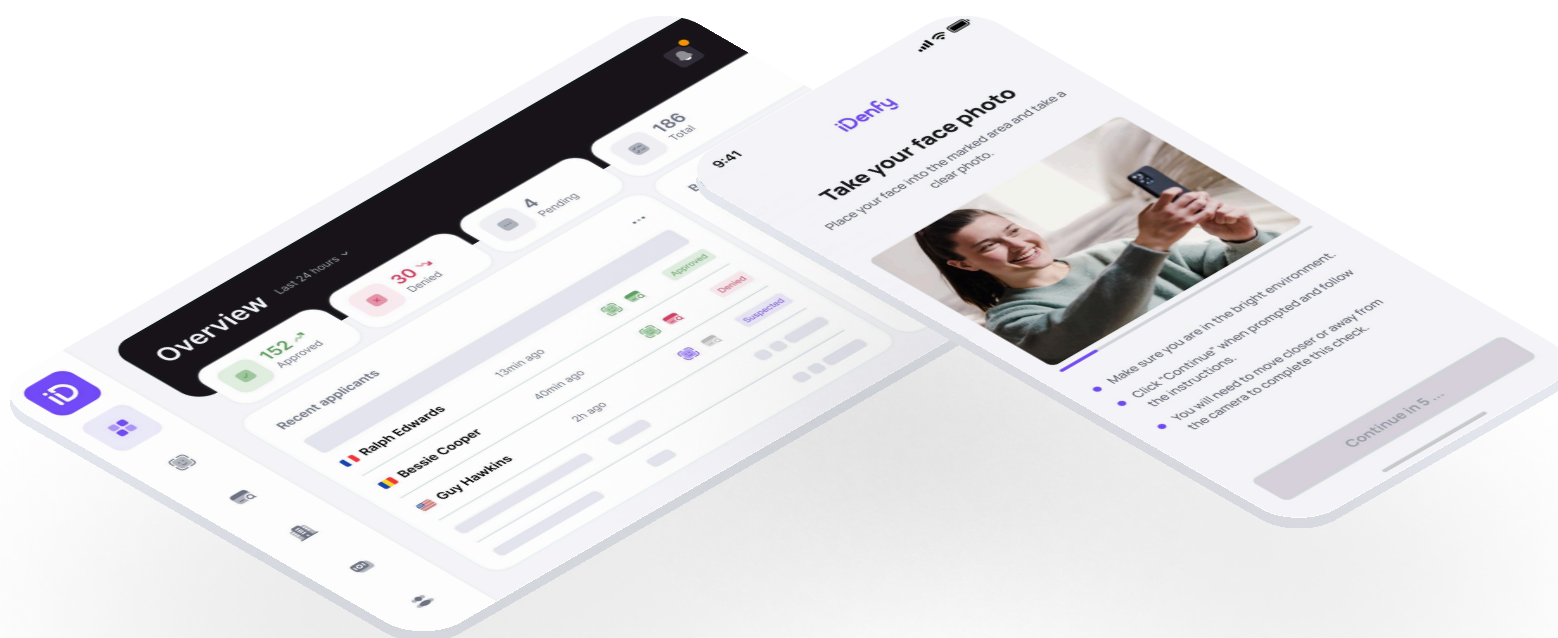 Overview
Last 24 hours
152
Approved
30
Denied
4
Pending
186
Total
Recent applicants
Ralph Edwards
13min ago
Approved
Bessie Cooper
40min ago
Denied
Guy Hawkins
2h ago
Suspected
iD
9:41
iDenfy
Take your face photo
Place your face into the marked area and take a
clear photo.
Make sure you are in the bright environment.
Click "Continue" when prompted and follow
the instructions.
You will need to move closer or away from
the camera to complete this check.
Continue in 5 ...